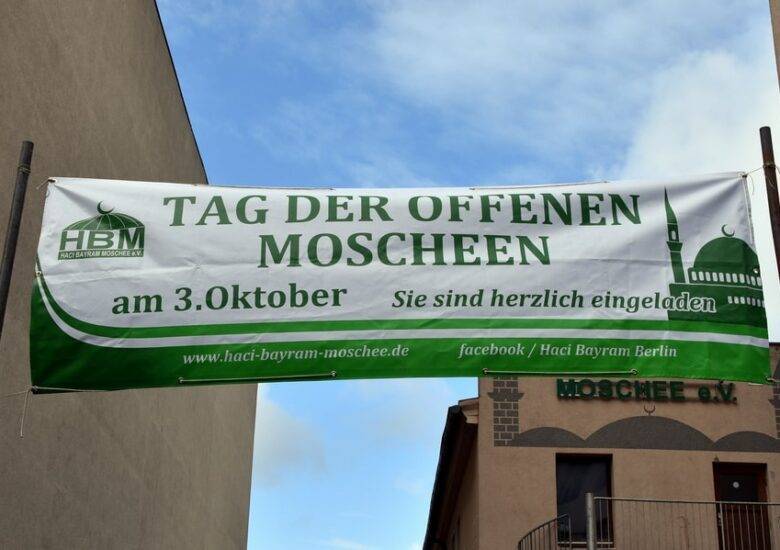 TAG DER OFFENEN
MOSCHEEN
HBM
HACI BAYRAM MOSCHEE e.V.
am 3.Oktober
Sie sind herzlich eingeladen
www.haci-bayram-moschee.de
facebook / Haci Bayram Berlin
MOSCHEE e.V.